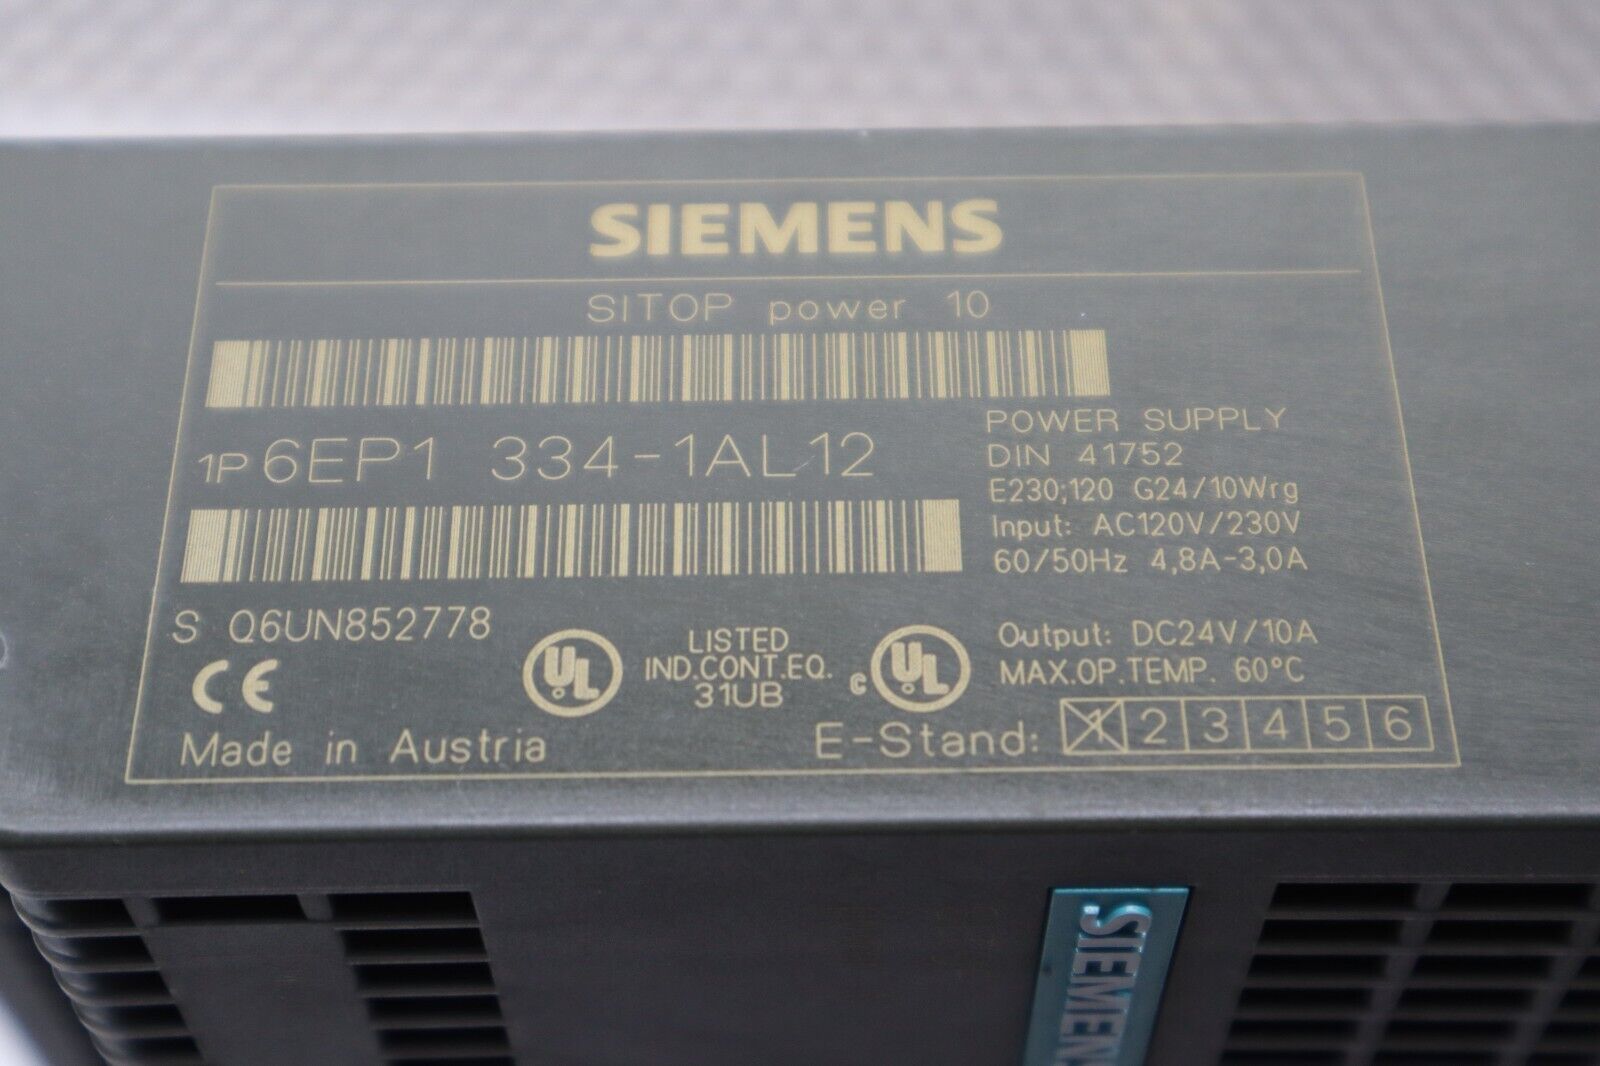 SIEMENS
SITOP power 10
1P 6EP1 334-1AL12
POWER SUPPLY
DIN 41752
E230;120 G24/10Wrg
Input: AC120V/230V
60/50Hz 4,8A-3,0A
S Q6UN852778
CE
UL
LISTED
IND.CONT.EQ.
31UB
c UL
Output: DC24V/10A
MAX.OP.TEMP. 60°C
Made in Austria
E-Stand: 1 2 3 4 5 6
SIEMENS